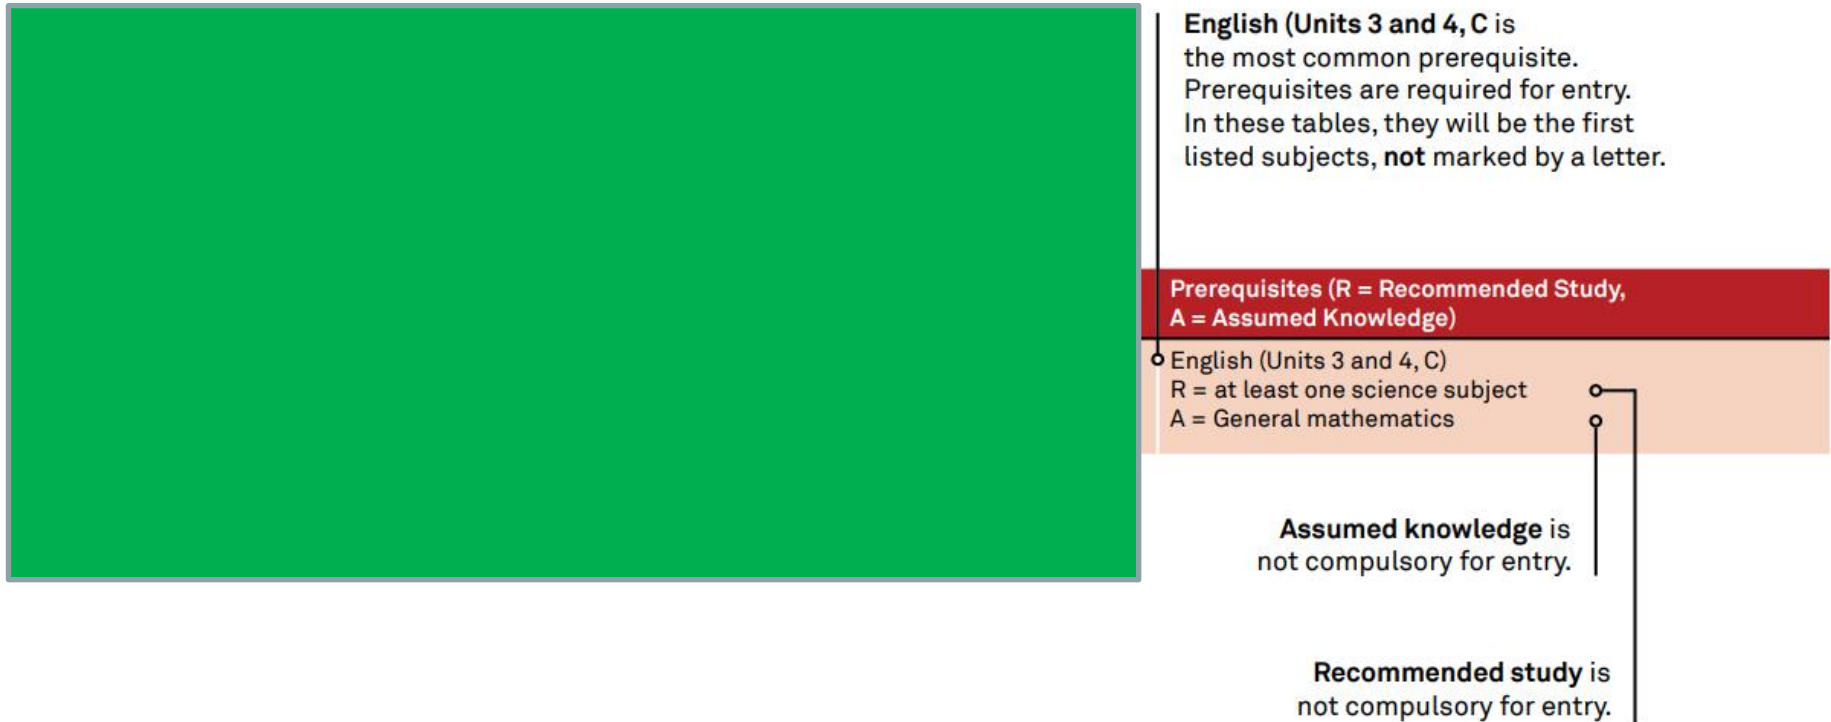 English (Units 3 and 4, C is
the most common prerequisite.
Prerequisites are required for entry.
In these tables, they will be the first
listed subjects, not marked by a letter.
Prerequisites (R = Recommended Study,
A = Assumed Knowledge)
English (Units 3 and 4, C)
R = at least one science subject
A = General mathematics
Assumed knowledge is
not compulsory for entry.
Recommended study is
not compulsory for entry.